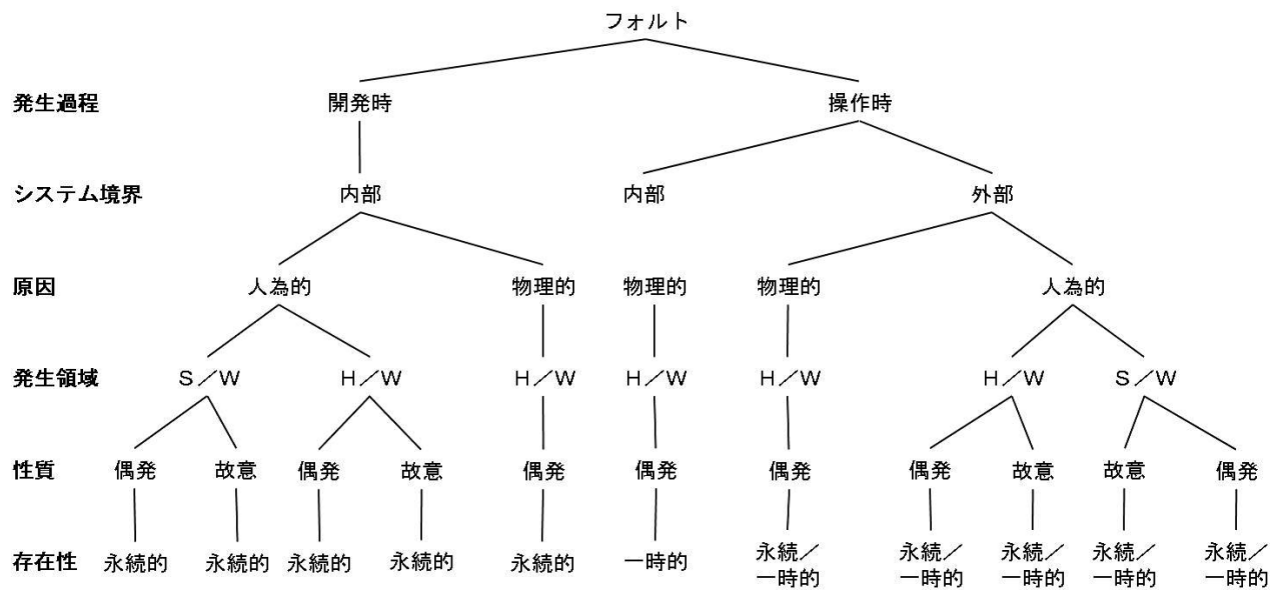 フォルト
発生過程 開発時 操作時
システム境界 内部 内部 外部
原因 人為的 物理的 物理的 物理的 人為的
発生領域 S/W H/W H/W H/W H/W H/W S/W
性質 偶発 故意 偶発 故意 偶発 偶発 偶発 偶発 故意 故意 偶発
存在性 永続的 永続的 永続的 永続的 永続的 一時的 永続/ 永続/ 永続/ 永続/ 永続/
一時的 一時的 一時的 一時的 一時的